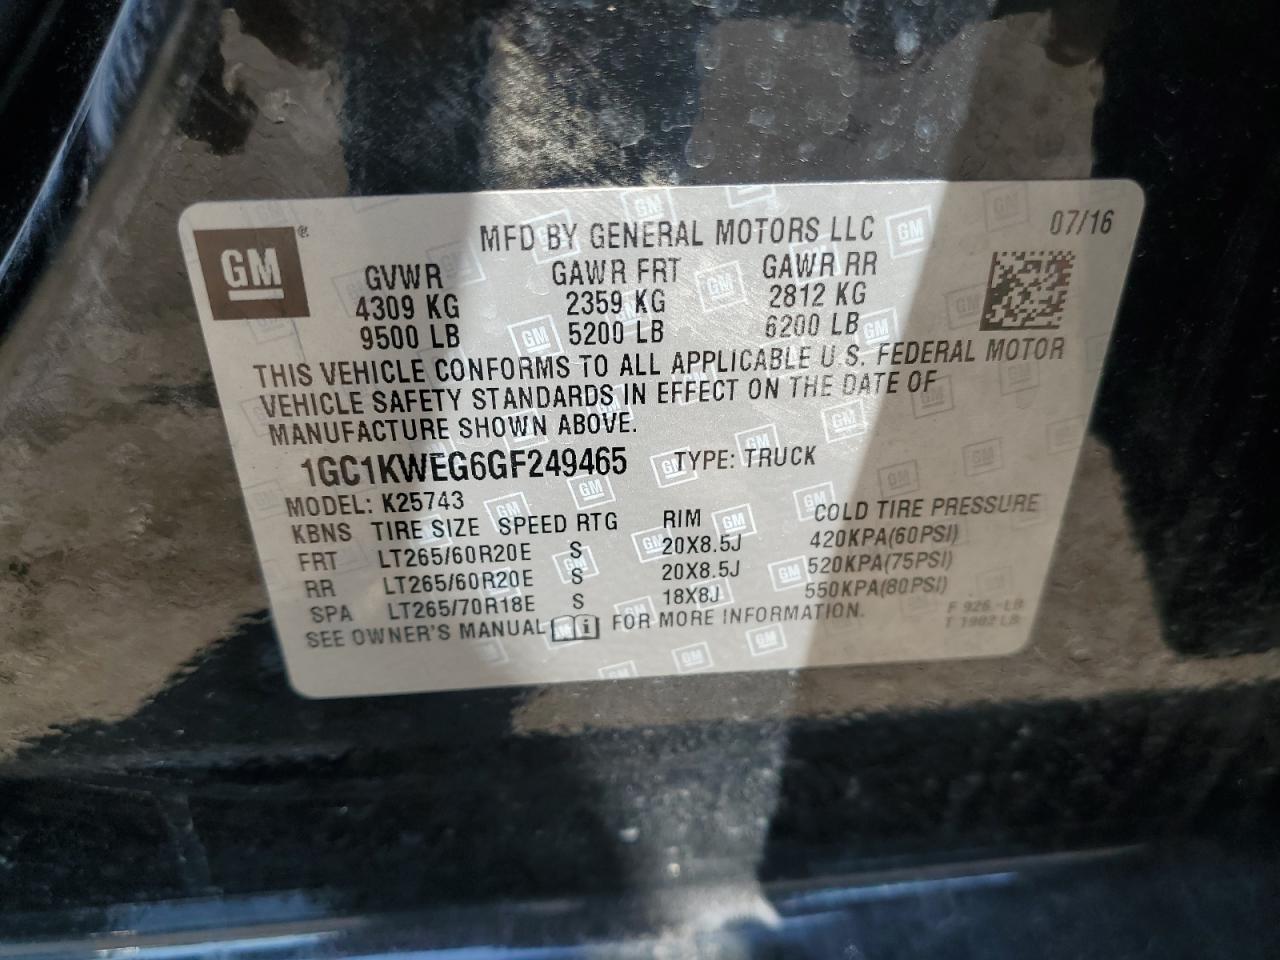 GM ®
MFD BY GENERAL MOTORS LLC 07/16
GVWR GAWR FRT GAWR RR
4309 KG 2359 KG 2812 KG
9500 LB 5200 LB 6200 LB
THIS VEHICLE CONFORMS TO ALL APPLICABLE U.S. FEDERAL MOTOR
VEHICLE SAFETY STANDARDS IN EFFECT ON THE DATE OF
MANUFACTURE SHOWN ABOVE.
1GC1KWEG6GF249465 TYPE: TRUCK
MODEL: K25743
KBNS TIRE SIZE SPEED RTG RIM COLD TIRE PRESSURE
FRT LT265/60R20E S 20X8.5J 420KPA(60PSI)
RR LT265/60R20E S 20X8.5J 520KPA(75PSI)
SPA LT265/70R18E S 18X8J 550KPA(80PSI)
SEE OWNER'S MANUAL i FOR MORE INFORMATION.
F 926.-LB
T 1902 LB